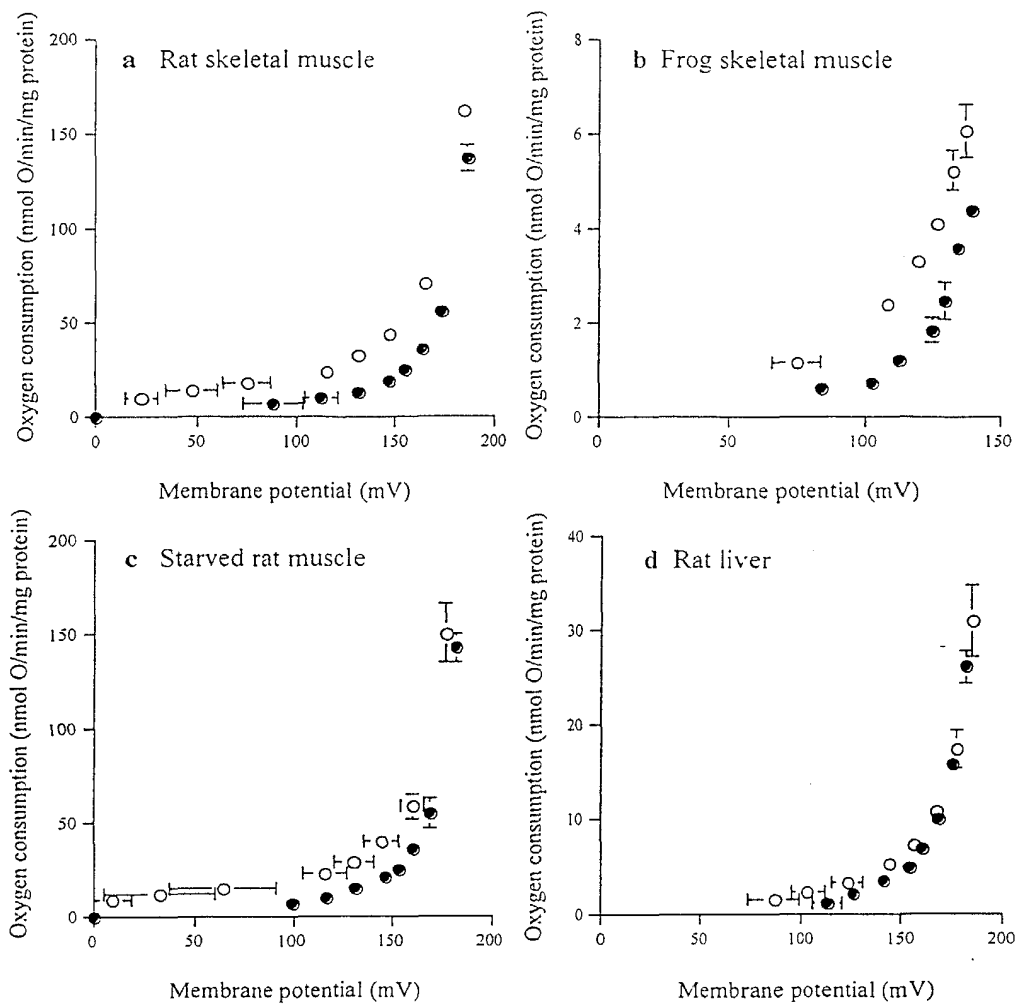 a Rat skeletal muscle
Oxygen consumption (nmol O/min/mg protein)
200
150
100
50
0
0 50 100 150 200
Membrane potential (mV)
b Frog skeletal muscle
Oxygen consumption (nmol O/min/mg protein)
8
6
4
2
0
0 50 100 150
Membrane potential (mV)
c Starved rat muscle
Oxygen consumption (nmol O/min/mg protein)
200
150
100
50
0
0 50 100 150 200
Membrane potential (mV)
d Rat liver
Oxygen consumption (nmol O/min/mg protein)
40
30
20
10
0
0 50 100 150 200
Membrane potential (mV)